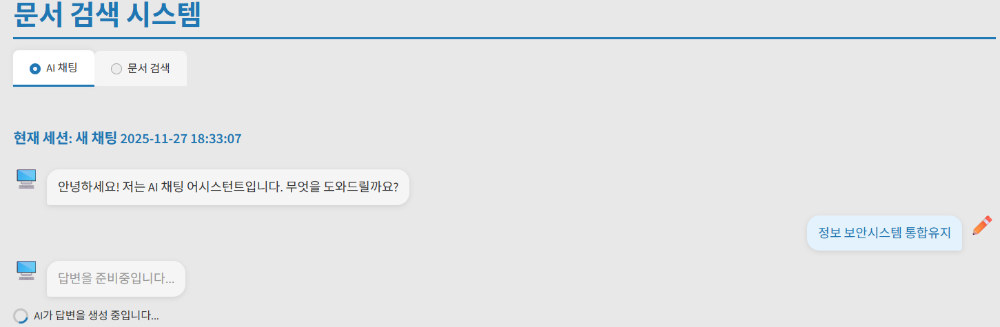 문서 검색 시스템
AI 채팅
문서 검색
현재 세션: 새 채팅 2025-11-27 18:33:07
안녕하세요! 저는 AI 채팅 어시스턴트입니다. 무엇을 도와드릴까요?
정보 보안시스템 통합유지
답변을 준비중입니다...
AI가 답변을 생성 중입니다...